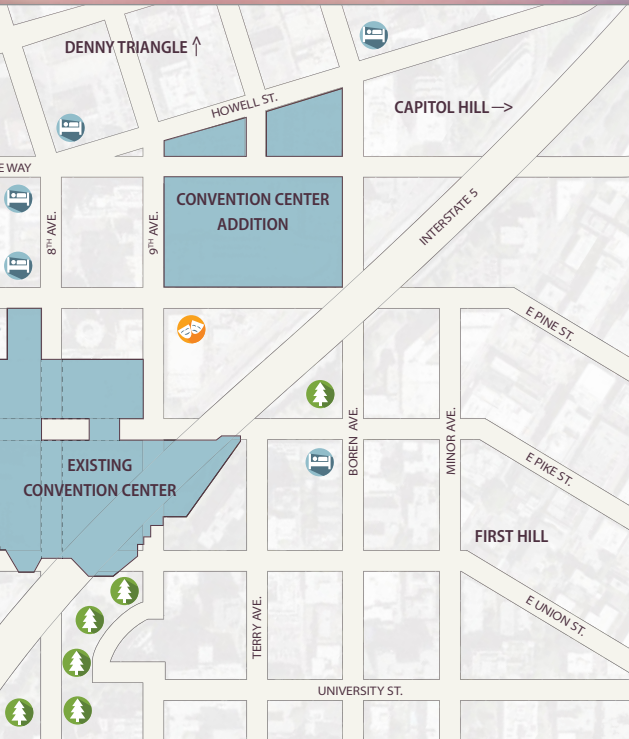 DENNY TRIANGLE ↑
HOWELL ST.
CAPITOL HILL →
E WAY
CONVENTION CENTER
ADDITION
8TH AVE.
9TH AVE.
INTERSTATE 5
E PINE ST.
BOREN AVE.
MINOR AVE.
EXISTING
CONVENTION CENTER
E PIKE ST.
FIRST HILL
TERRY AVE.
E UNION ST.
UNIVERSITY ST.